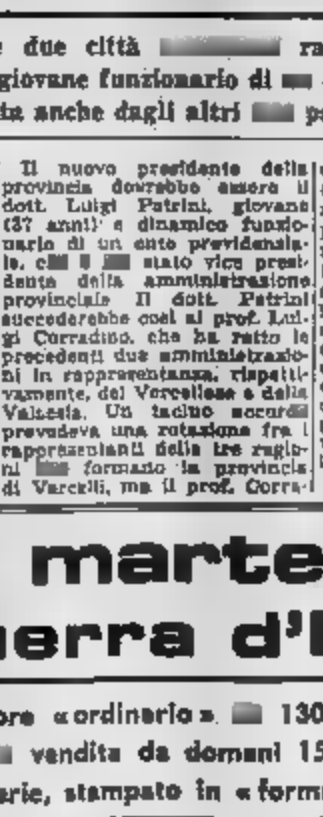 due città ra
giovane funzionario di
anche dagli altri
Il nuovo presidente della
provincia dovrebbe essere il
dott. Luigi Petrini, giovane
(37 anni) e dinamico funzio-
nario di un ente previdenzia-
le, stato vice presi-
dente della amministrazione
provinciale Il dott. Petrini
succederebbe così al prof. Lui-
gi Corradino, che ha retto le
precedenti due amministrazio-
ni in rappresentanza, rispetti-
vamente, del Vercellese e della
Valsesia. Un tacito accordo
prevedeva una rotazione fra i
rappresentanti delle tre regio-
ni formano la provincia
di Vercelli, ma il prof. Corra-
marte
erra d'
«ordinario». 130
vendita da domani 15
arie, stampato in « form